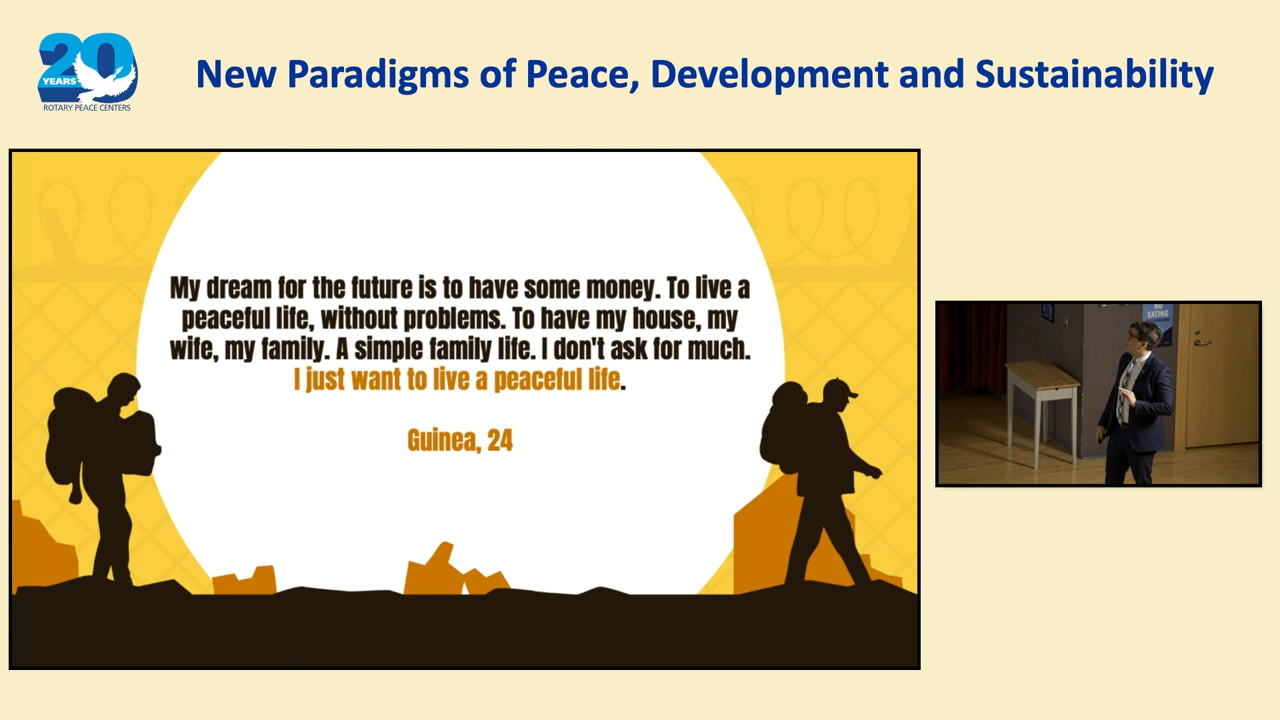 20
YEARS
ROTARY PEACE CENTERS
New Paradigms of Peace, Development and Sustainability
My dream for the future is to have some money. To live a
peaceful life, without problems. To have my house, my
wife, my family. A simple family life. I don't ask for much.
I just want to live a peaceful life.
Guinea, 24
NO
EATING